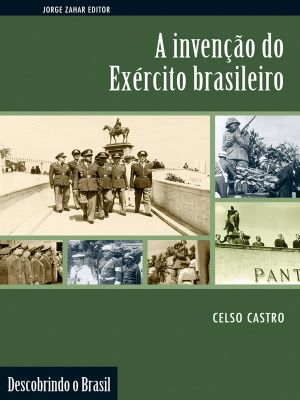 JORGE ZAHAR EDITOR
A invenção do
Exército brasileiro
PANT
CELSO CASTRO
Descobrindo o Brasil